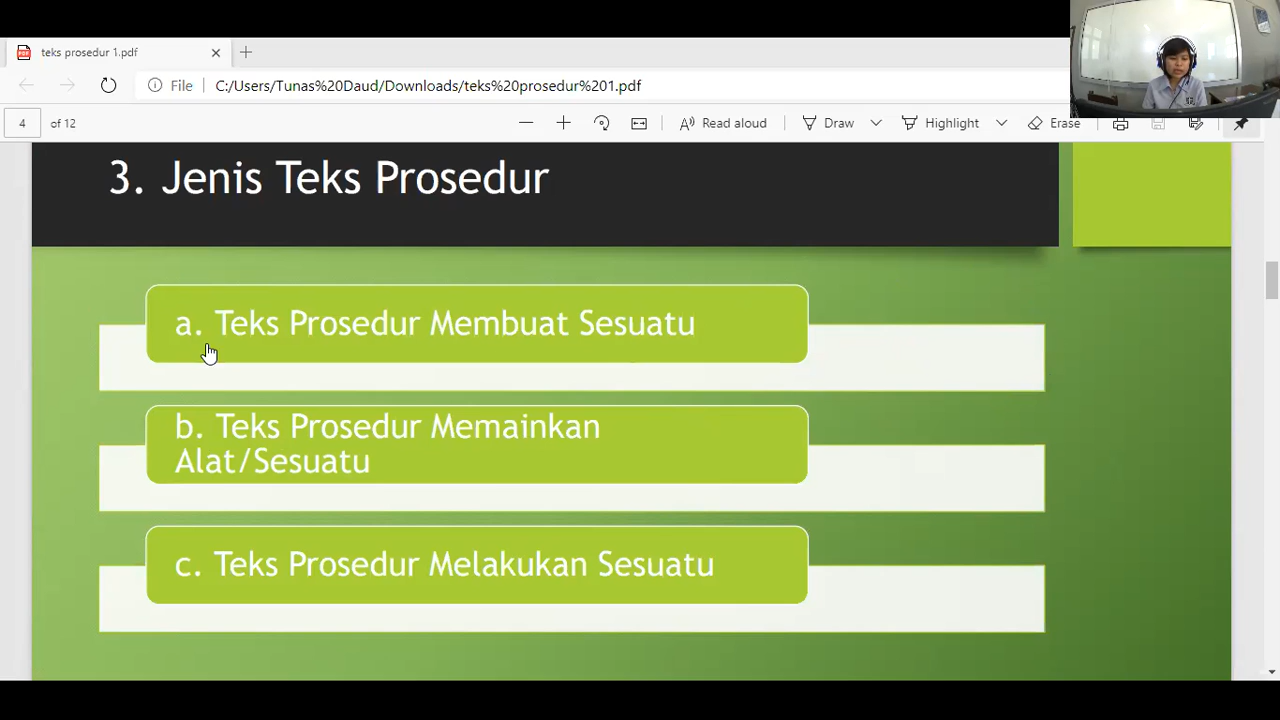 teks prosedur 1.pdf
File C:/Users/Tunas%20Daud/Downloads/teks%20prosedur%201.pdf
4 of 12 Read aloud Draw Highlight Erase
3. Jenis Teks Prosedur
a. Teks Prosedur Membuat Sesuatu
b. Teks Prosedur Memainkan
Alat/Sesuatu
c. Teks Prosedur Melakukan Sesuatu